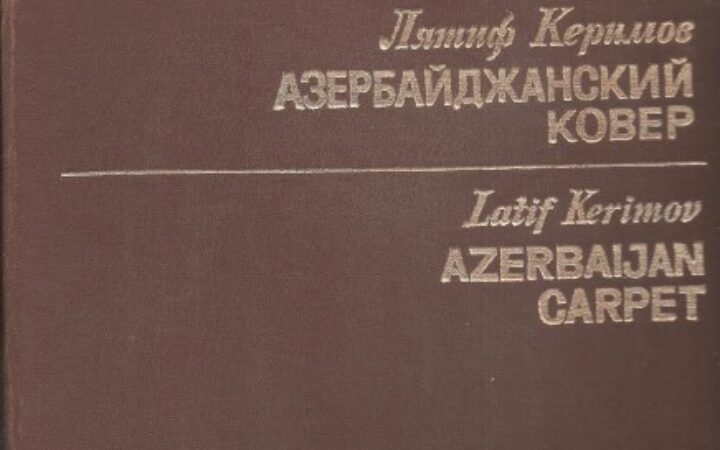 Лятиф Керимов
АЗЕРБАЙДЖАНСКИЙ
КОВЕР
Latif Kerimov
AZERBAIJAN
CARPET